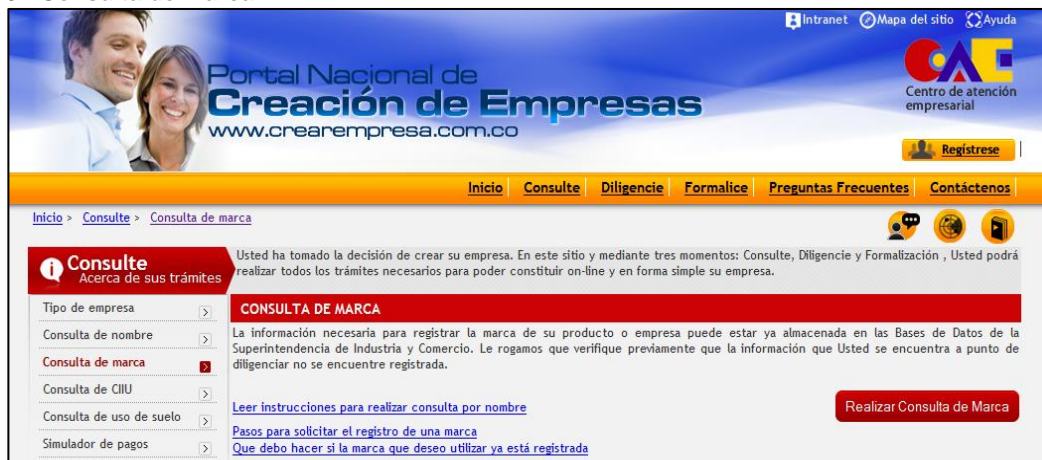 Intranet Mapa del sitio Ayuda
Portal Nacional de
Creación de Empresas
www.crearempresa.com.co
CAE
Centro de atención
empresarial
Regístrese
Inicio Consulte Diligencie Formalice Preguntas Frecuentes Contáctenos
Inicio > Consulte > Consulta de marca
Consulte
Acerca de sus trámites
Usted ha tomado la decisión de crear su empresa. En este sitio y mediante tres momentos: Consulte, Diligencie y Formalización , Usted podrá
realizar todos los trámites necesarios para poder constituir on-line y en forma simple su empresa.
Tipo de empresa
Consulta de nombre
Consulta de marca
Consulta de CIIU
Consulta de uso de suelo
Simulador de pagos
CONSULTA DE MARCA
La información necesaria para registrar la marca de su producto o empresa puede estar ya almacenada en las Bases de Datos de la
Superintendencia de Industria y Comercio. Le rogamos que verifique previamente que la información que Usted se encuentra a punto de
diligenciar no se encuentre registrada.
Leer instrucciones para realizar consulta por nombre
Realizar Consulta de Marca
Pasos para solicitar el registro de una marca
Que debo hacer si la marca que deseo utilizar ya está registrada